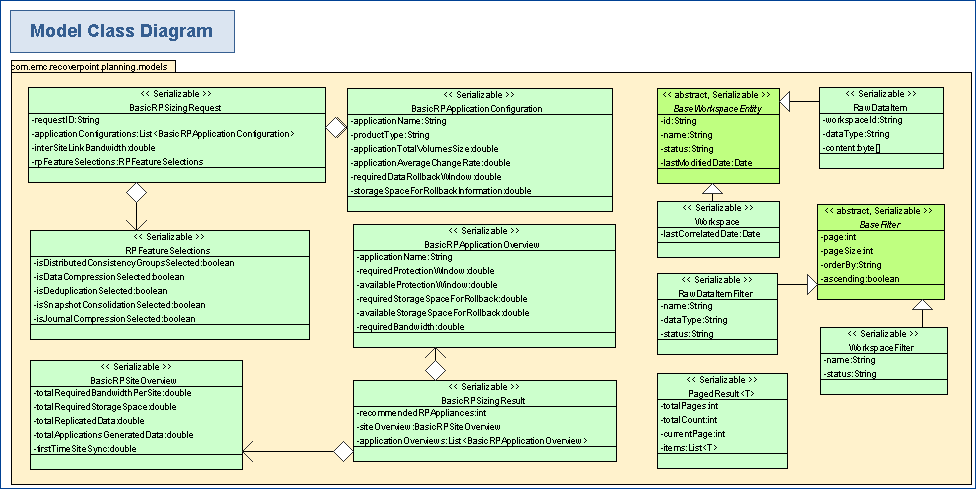 Model Class Diagram
com.emc.recoverpoint.planning.models
<< Serializable >>
BasicRPSizingRequest
-requestID:String
-applicationConfigurations:List<BasicRPApplicationConfiguration>
-interSiteLinkBandwidth:double
-rpFeatureSelections:RPFeatureSelections
<< Serializable >>
BasicRPApplicationConfiguration
-applicationName:String
-productType:String
-applicationTotalVolumesSize:double
-applicationAverageChangeRate:double
-requiredDataRollbackWindow:double
-storageSpaceForRollbackInformation:double
<< abstract, Serializable >>
BaseWorkspaceEntity
-id:String
-name:String
-status:String
-lastModifiedDate:Date
<< Serializable >>
RawDataItem
-workspaceId:String
-dataType:String
-content:byte[]
<< Serializable >>
Workspace
-lastCorrelatedDate:Date
<< abstract, Serializable >>
BaseFilter
-page:int
-pageSize:int
-orderBy:String
-ascending:boolean
<< Serializable >>
RPFeatureSelections
-isDistributedConsistencyGroupsSelected:boolean
-isDataCompressionSelected:boolean
-isDeduplicationSelected:boolean
-isSnapshotConsolidationSelected:boolean
-isJournalCompressionSelected:boolean
<< Serializable >>
BasicRPApplicationOverview
-applicationName:String
-requiredProtectionWindow:double
-availableProtectionWindow:double
-requiredStorageSpaceForRollback:double
-availableStorageSpaceForRollback:double
-requiredBandwidth:double
<< Serializable >>
RawDataItemFilter
-name:String
-dataType:String
-status:String
<< Serializable >>
WorkspaceFilter
-name:String
-status:String
<< Serializable >>
BasicRPSiteOverview
-totalRequiredBandwidthPerSite:double
-totalRequiredStorageSpace:double
-totalReplicatedData:double
-totalApplicationsGeneratedData:double
-firstTimeSiteSync:double
<< Serializable >>
BasicRPSizingResult
-recommendedRPAppliances:int
-siteOverview:BasicRPSiteOverview
-applicationOverviews:List<BasicRPApplicationOverview>
<< Serializable >>
PagedResult<T>
-totalPages:int
-totalCount:int
-currentPage:int
-items:List<T>